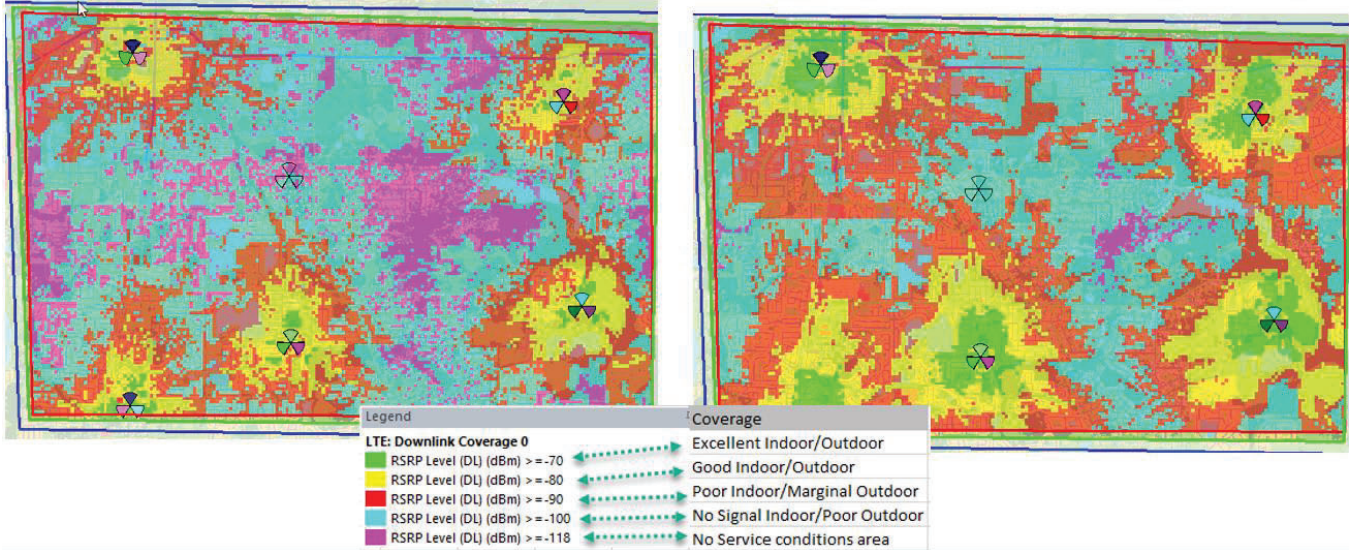 Legend
Coverage
LTE: Downlink Coverage 0
Excellent Indoor/Outdoor
RSRP Level (DL) (dBm) >=-70
Good Indoor/Outdoor
RSRP Level (DL) (dBm) >=-80
Poor Indoor/Marginal Outdoor
RSRP Level (DL) (dBm) >=-90
No Signal Indoor/Poor Outdoor
RSRP Level (DL) (dBm) >=-100
No Service conditions area
RSRP Level (DL) (dBm) >=-118